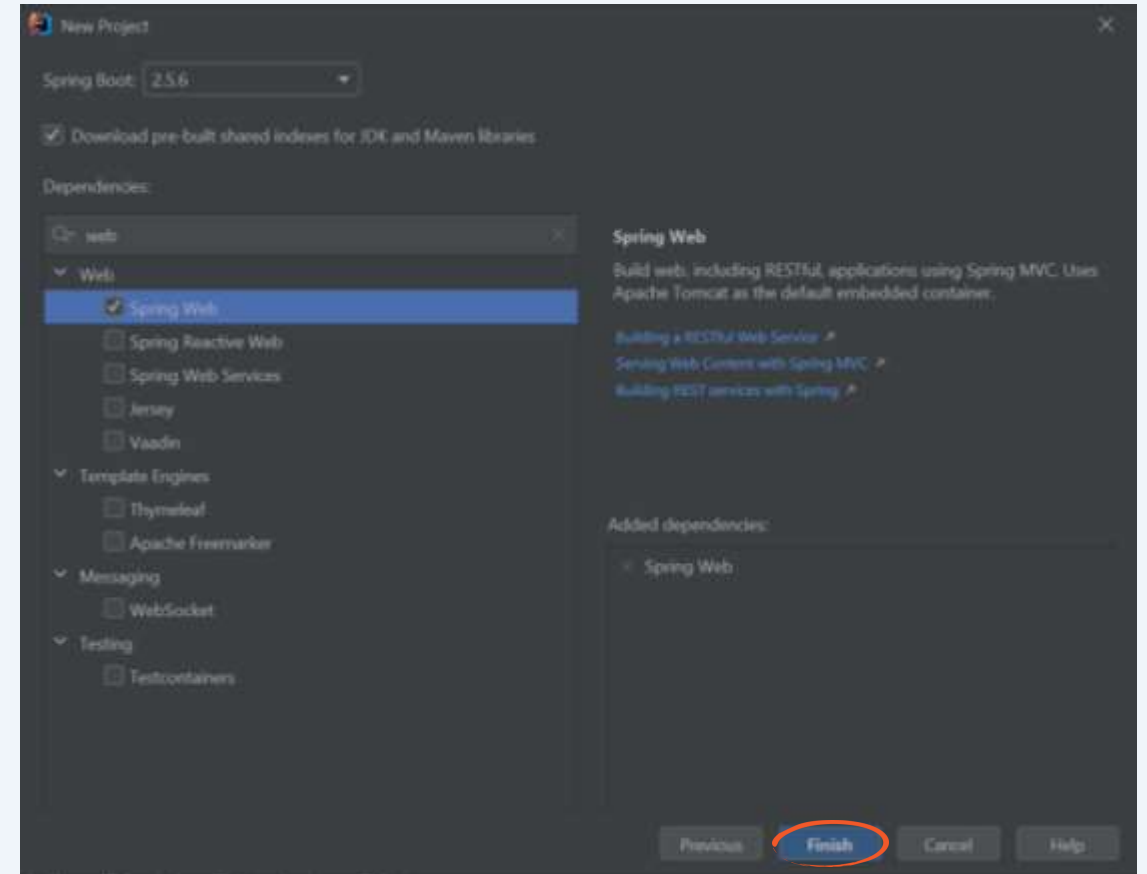 New Project
Spring Boot: 2.5.6
Download pre-built shared indexes for JDK and Maven libraries
Dependencies:
web
Web
Spring Web
Spring Reactive Web
Spring Web Services
Jersey
Vaadin
Template Engines
Thymeleaf
Apache Freemarker
Messaging
WebSocket
Testing
Testcontainers
Spring Web
Build web, including RESTful, applications using Spring MVC. Uses
Apache Tomcat as the default embedded container.
Building a RESTful Web Service
Serving Web Content with Spring MVC
Building REST services with Spring
Added dependencies:
Spring Web
Previous
Finish
Cancel
Help